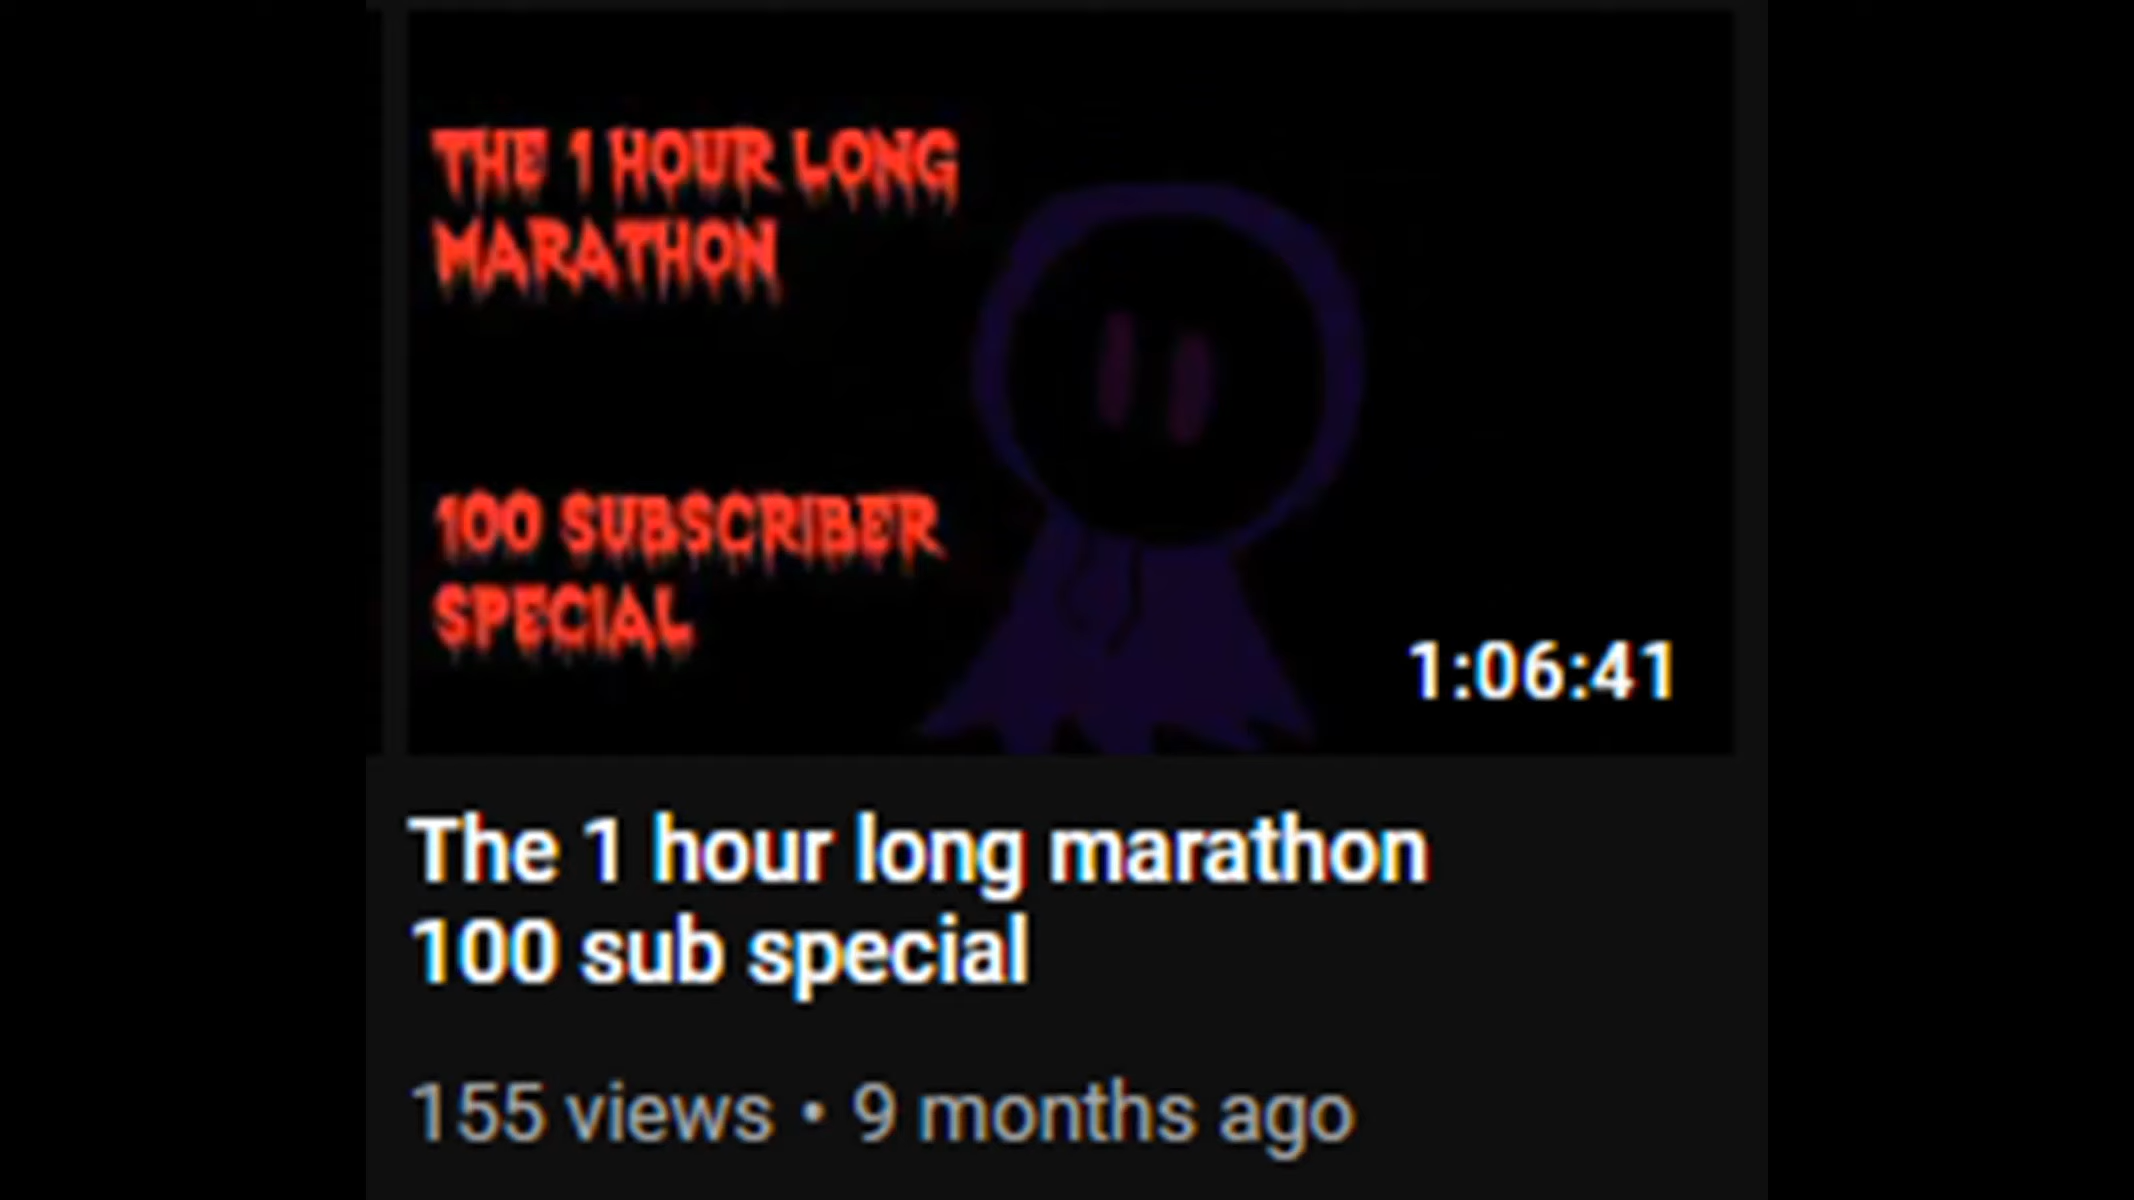 THE 1 HOUR LONG
MARATHON
100 SUBSCRIBER
SPECIAL
1:06:41
The 1 hour long marathon
100 sub special
155 views • 9 months ago